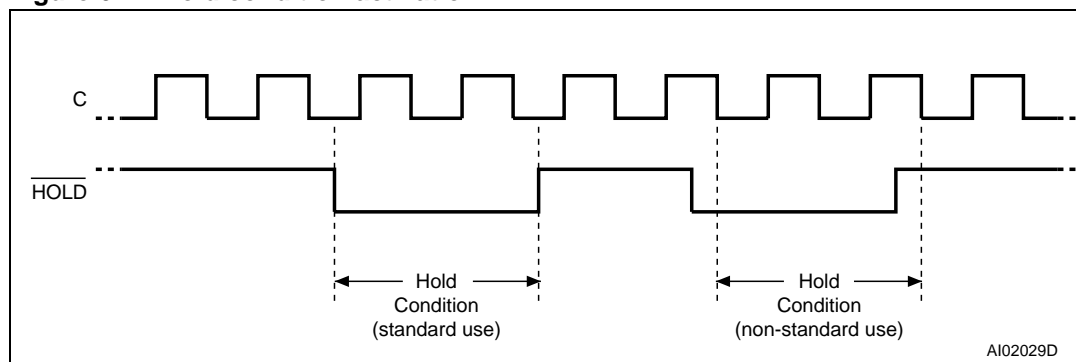 C
HOLD
Hold
Condition
(standard use)
Hold
Condition
(non-standard use)
AI02029D